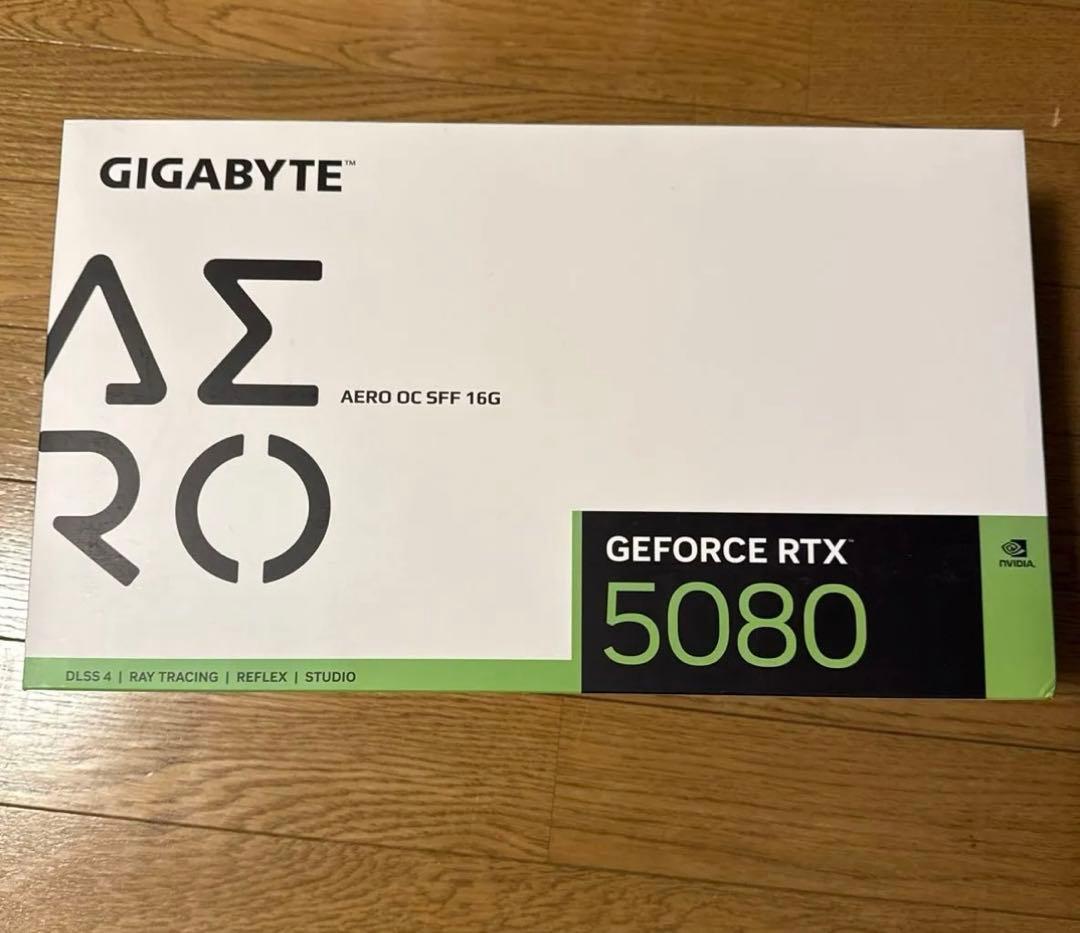 GIGABYTE™
AERO
AERO OC SFF 16G
GEFORCE RTX™
5080
NVIDIA.
DLSS 4 | RAY TRACING | REFLEX | STUDIO